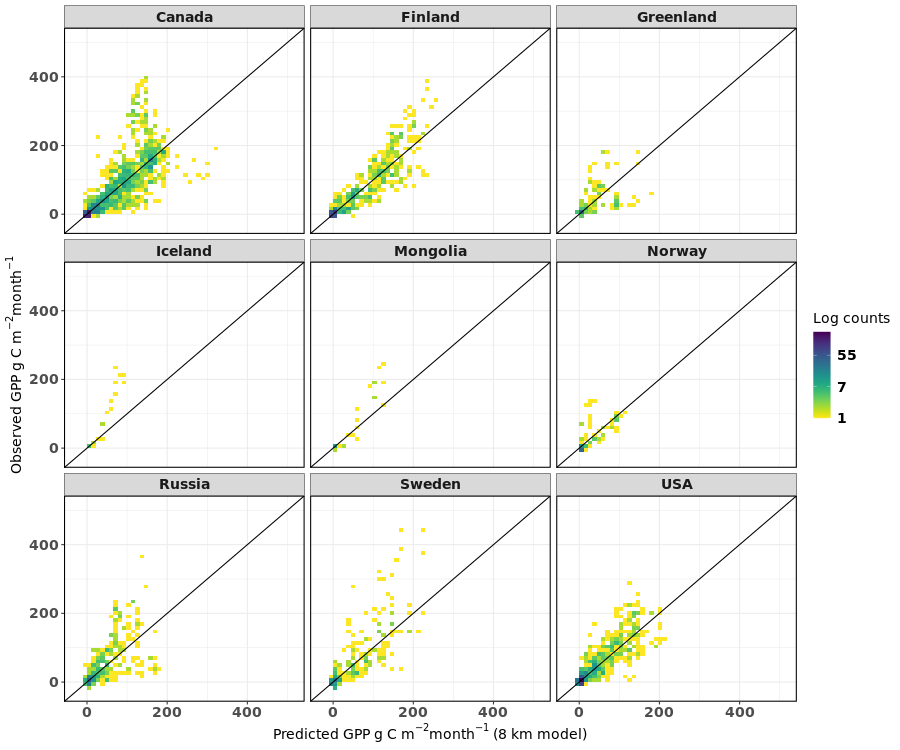 Canada Finland Greenland
400
200
0
Iceland Mongolia Norway
400
200
0
Russia Sweden USA
400
200
0
0 200 400 0 200 400 0 200 400
Predicted GPP g C m⁻²month⁻¹ (8 km model)
Observed GPP g C m⁻²month⁻¹
Log counts
55
7
1